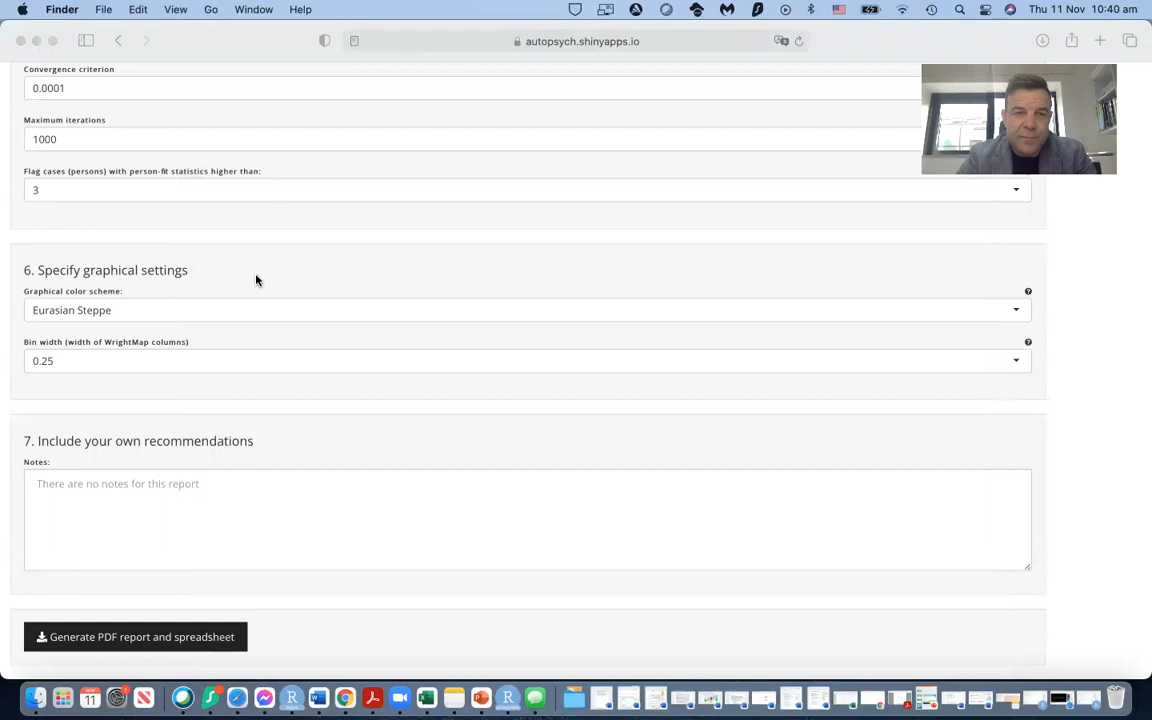 Finder File Edit View Go Window Help Thu 11 Nov 10:40 am
autopsych.shinyapps.io
Convergence criterion
0.0001
Maximum iterations
1000
Flag cases (persons) with person-fit statistics higher than:
3
6. Specify graphical settings
Graphical color scheme:
Eurasian Steppe
Bin width (width of WrightMap columns)
0.25
7. Include your own recommendations
Notes:
There are no notes for this report
Generate PDF report and spreadsheet